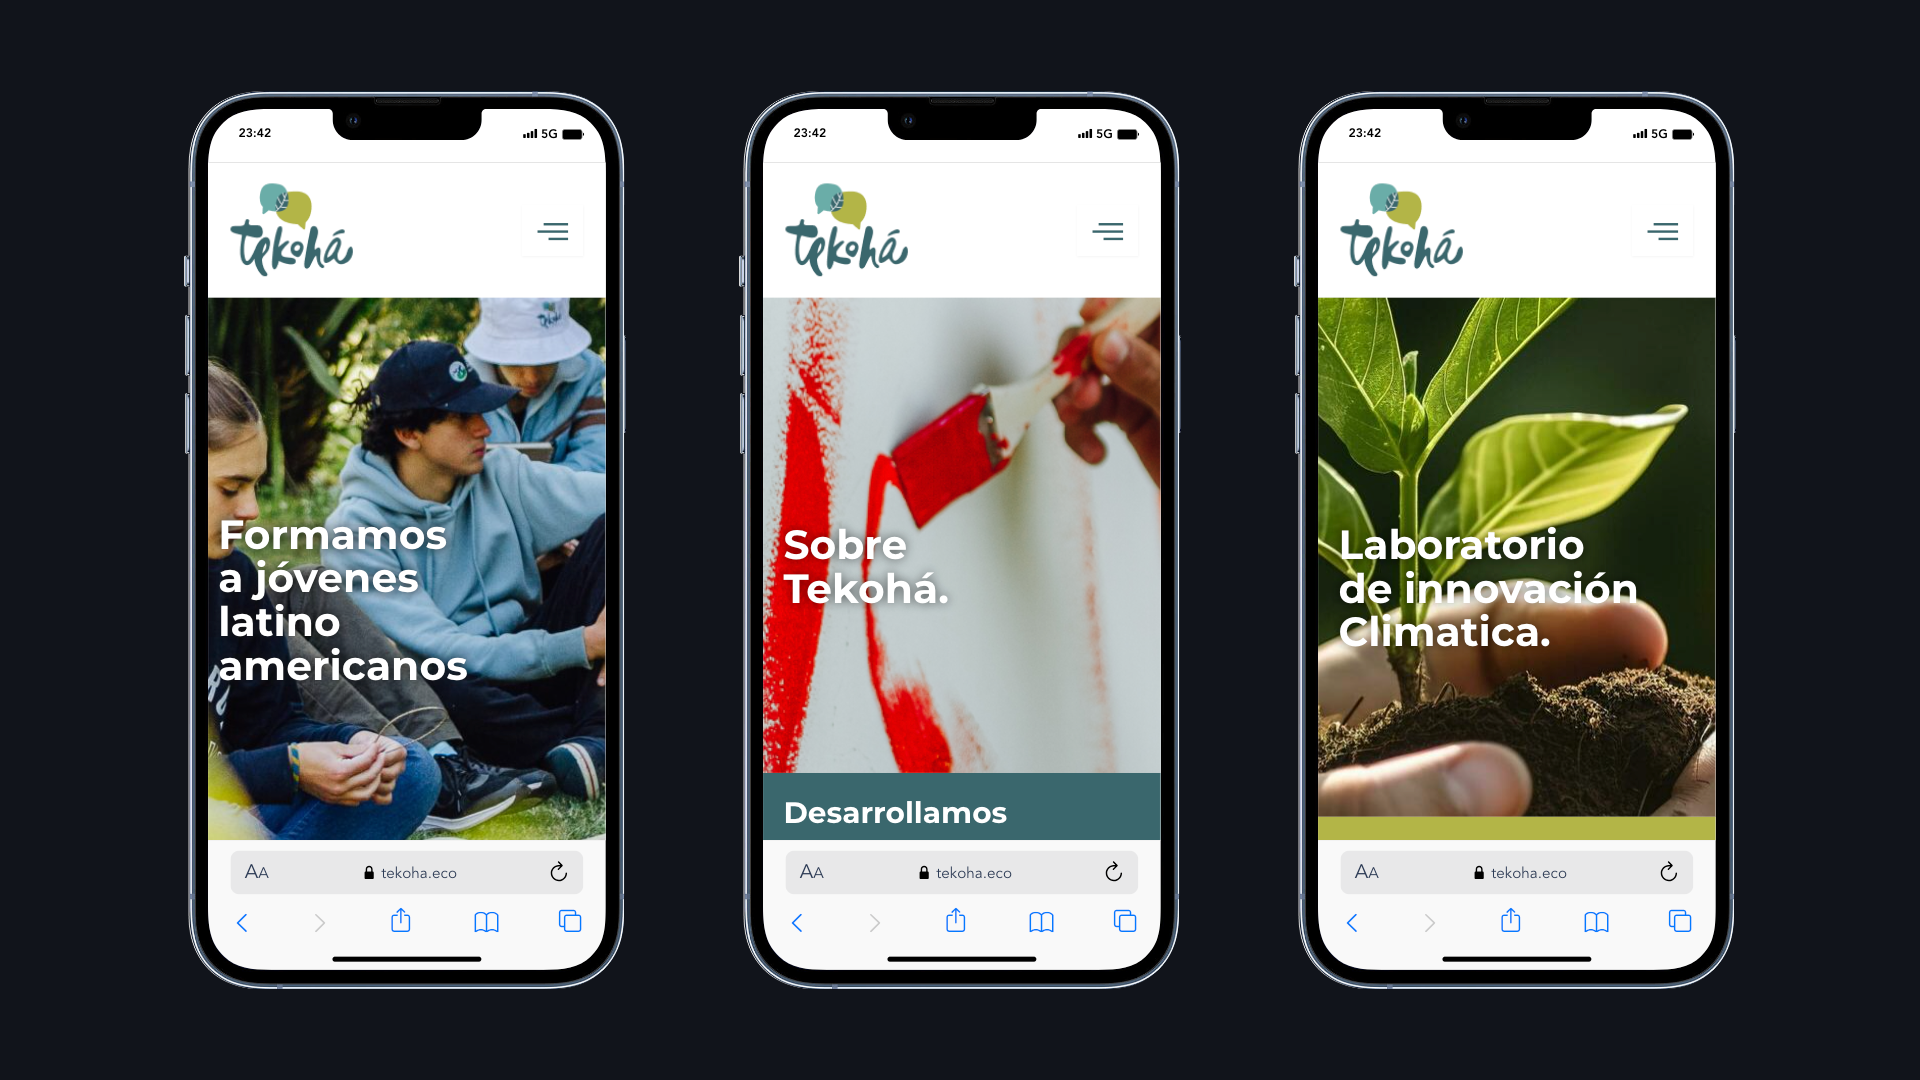 23:42
5G
tekohá
Formamos
a jóvenes
latino
americanos
AA
tekoha.eco
23:42
5G
tekohá
Sobre
Tekohá.
Desarrollamos
AA
tekoha.eco
23:42
5G
tekohá
Laboratorio
de innovación
Climatica.
AA
tekoha.eco